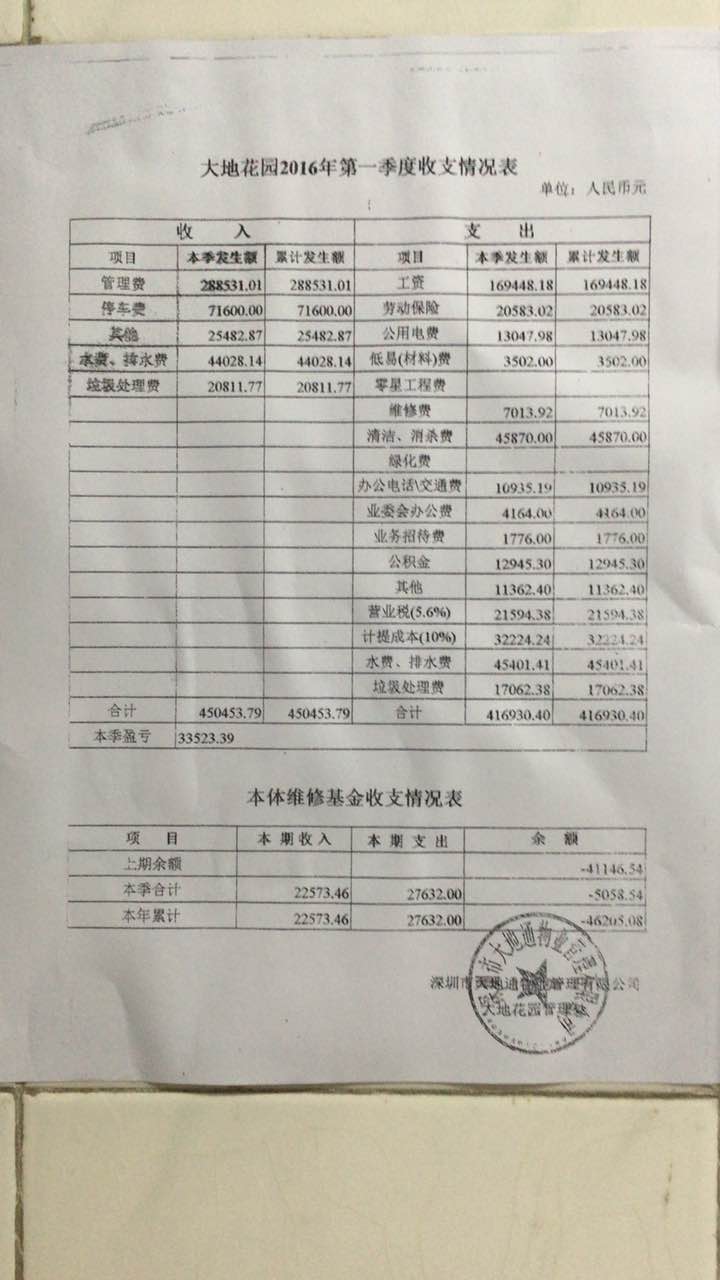 大地花园2016年第一季度收支情况表
单位：人民币元
收 入 支 出
项目 本季发生额 累计发生额 项目 本季发生额 累计发生额
管理费 288531.01 288531.01 工资 169448.18 169448.18
停车费 71600.00 71600.00 劳动保险 20583.02 20583.02
其他 25482.87 25482.87 公用电费 13047.98 13047.98
水费、排水费 44028.14 44028.14 低易(材料)费 3502.00 3502.00
垃圾处理费 20811.77 20811.77 零星工程费
维修费 7013.92 7013.92
清洁、消杀费 45870.00 45870.00
绿化费
办公电话\交通费 10935.19 10935.19
业委会办公费 4164.00 4164.00
业务招待费 1776.00 1776.00
公积金 12945.30 12945.30
其他 11362.40 11362.40
营业税(5.6%) 21594.38 21594.38
计提成本(10%) 32224.24 32224.24
水费、排水费 45401.41 45401.41
垃圾处理费 17062.38 17062.38
合计 450453.79 450453.79 合计 416930.40 416930.40
本季盈亏 33523.39
本体维修基金收支情况表
项 目 本 期 收 入 本 期 支 出 余 额
上期余额 -41146.54
本季合计 22573.46 27632.00 -5058.54
本年累计 22573.46 27632.00 -46205.08
深圳市大地通物业管理有限公司
大地花园管理处